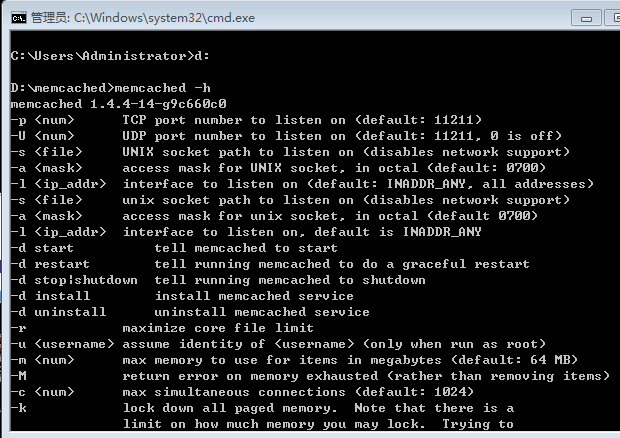 管理员: C:\Windows\system32\cmd.exe
C:\Users\Administrator>d:
D:\memcached>memcached -h
memcached 1.4.4-14-g9c660c0
-p <num>      TCP port number to listen on (default: 11211)
-U <num>      UDP port number to listen on (default: 11211, 0 is off)
-s <file>     UNIX socket path to listen on (disables network support)
-a <mask>     access mask for UNIX socket, in octal (default: 0700)
-l <ip_addr>  interface to listen on (default: INADDR_ANY, all addresses)
-s <file>     unix socket path to listen on (disables network support)
-a <mask>     access mask for unix socket, in octal (default 0700)
-l <ip_addr>  interface to listen on, default is INADDR_ANY
-d start          tell memcached to start
-d restart        tell running memcached to do a graceful restart
-d stop|shutdown  tell running memcached to shutdown
-d install        install memcached service
-d uninstall      uninstall memcached service
-r            maximize core file limit
-u <username> assume identity of <username> (only when run as root)
-m <num>      max memory to use for items in megabytes (default: 64 MB)
-M            return error on memory exhausted (rather than removing items)
-c <num>      max simultaneous connections (default: 1024)
-k            lock down all paged memory.  Note that there is a
              limit on how much memory you may lock.  Trying to